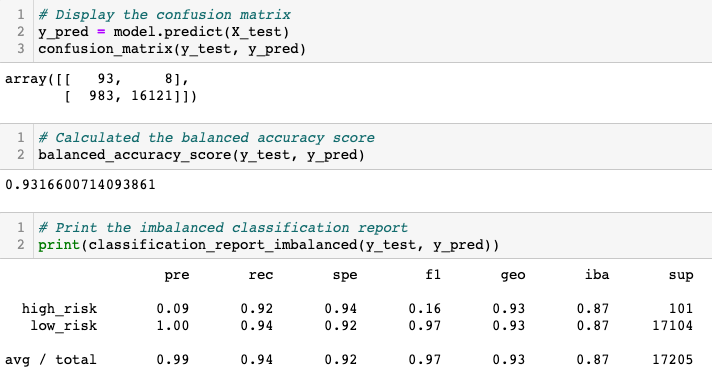 1 # Display the confusion matrix
2 y_pred = model.predict(X_test)
3 confusion_matrix(y_test, y_pred)
array([[   93,     8],
       [  983, 16121]])
1 # Calculated the balanced accuracy score
2 balanced_accuracy_score(y_test, y_pred)
0.9316600714093861
1 # Print the imbalanced classification report
2 print(classification_report_imbalanced(y_test, y_pred))
pre rec spe f1 geo iba sup
high_risk 0.09 0.92 0.94 0.16 0.93 0.87 101
low_risk 1.00 0.94 0.92 0.97 0.93 0.87 17104
avg / total 0.99 0.94 0.92 0.97 0.93 0.87 17205